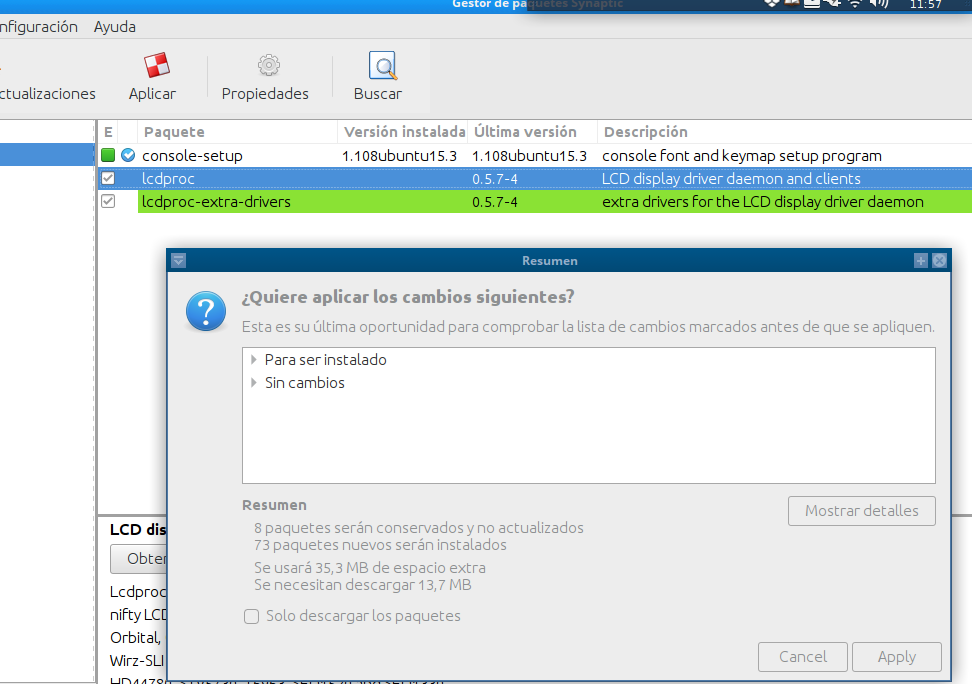 Gestor de paquetes Synaptic
11:57
nfiguración Ayuda
ctualizaciones Aplicar Propiedades Buscar
E Paquete Versión instalada Última versión Descripción
console-setup 1.108ubuntu15.3 1.108ubuntu15.3 console font and keymap setup program
lcdproc 0.5.7-4 LCD display driver daemon and clients
lcdproc-extra-drivers 0.5.7-4 extra drivers for the LCD display driver daemon
Resumen
¿Quiere aplicar los cambios siguientes?
Esta es su última oportunidad para comprobar la lista de cambios marcados antes de que se apliquen.
Para ser instalado
Sin cambios
Resumen
Mostrar detalles
8 paquetes serán conservados y no actualizados
73 paquetes nuevos serán instalados
Se usará 35,3 MB de espacio extra
Se necesitan descargar 13,7 MB
Solo descargar los paquetes
Cancel Apply
LCD dis
Obter
Lcdproc
nifty LCD
Orbital,
Wirz-SLI